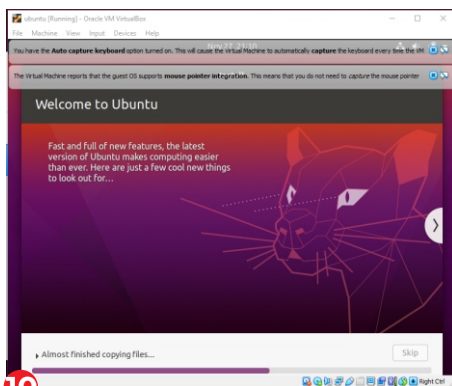 ubuntu [Running] - Oracle VM VirtualBox
File Machine View Input Devices Help
You have the Auto capture keyboard option turned on. This will cause the Virtual Machine to automatically capture the keyboard every time the VM
The Virtual Machine reports that the guest OS supports mouse pointer integration. This means that you do not need to capture the mouse pointer
Welcome to Ubuntu
Fast and full of new features, the latest
version of Ubuntu makes computing easier
than ever. Here are just a few cool new things
to look out for...
Almost finished copying files...
Skip
Right Ctrl